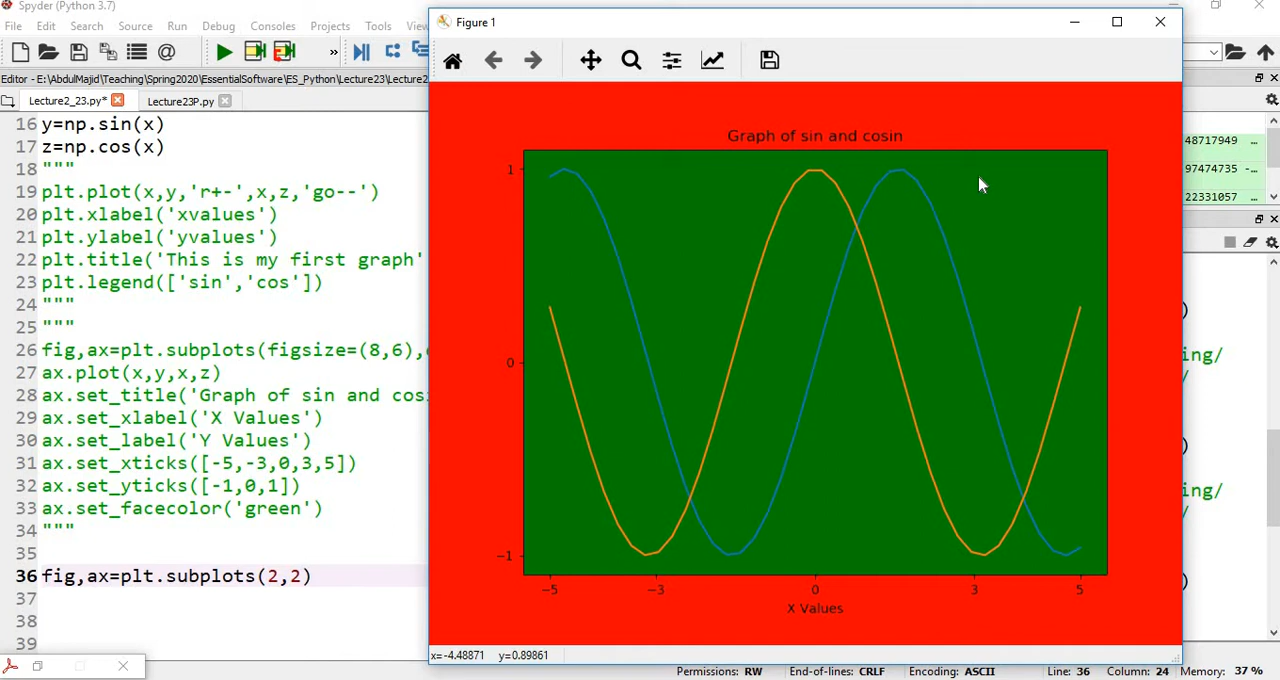 Spyder (Python 3.7)
File Edit Search Source Run Debug Consoles Projects Tools View
Editor - E:\AbdulMajid\Teaching\Spring2020\EssentialSoftware\ES_Python\Lecture23\Lecture2
Lecture2_23.py* Lecture23P.py
16 y=np.sin(x)
17 z=np.cos(x)
18 """
19 plt.plot(x,y,'r+-',x,z,'go--')
20 plt.xlabel('xvalues')
21 plt.ylabel('yvalues')
22 plt.title('This is my first graph'
23 plt.legend(['sin','cos'])
24 """
25 """
26 fig,ax=plt.subplots(figsize=(8,6),
27 ax.plot(x,y,x,z)
28 ax.set_title('Graph of sin and cos
29 ax.set_xlabel('X Values')
30 ax.set_label('Y Values')
31 ax.set_xticks([-5,-3,0,3,5])
32 ax.set_yticks([-1,0,1])
33 ax.set_facecolor('green')
34 """
35
36 fig,ax=plt.subplots(2,2)
37
38
39
Figure 1
Graph of sin and cosin
1
0
−1
−5 −3 0 3 5
X Values
x=-4.48871 y=0.89861
48717949 ...
97474735 -...
22331057 ...
)
ing/
)
ing/
)
Permissions: RW End-of-lines: CRLF Encoding: ASCII Line: 36 Column: 24 Memory: 37 %